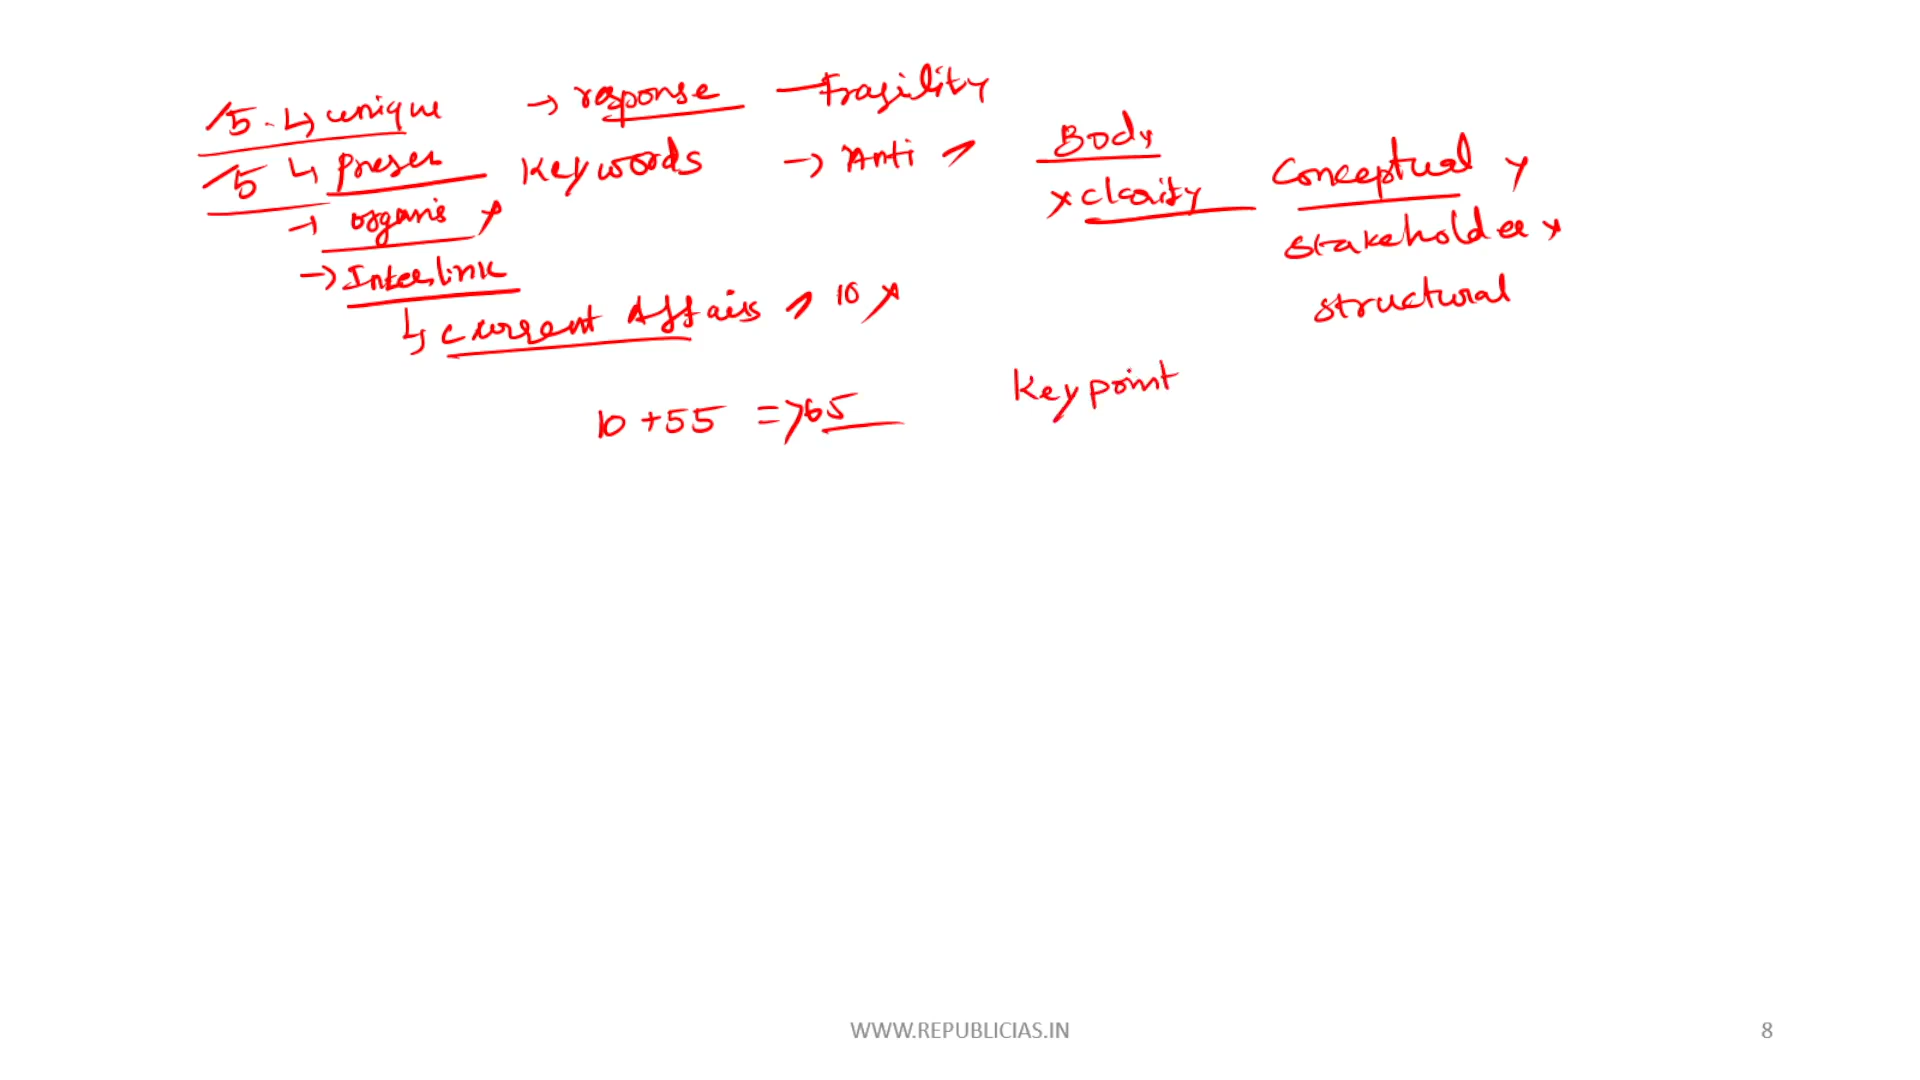 /5. ↳ unique → response — Fragility
/5 ↳ Presen Keywords → Anti
→ organis
→ Interlink
↳ Current Affairs 10
10 + 55 => 65
Body
x clarity
Conceptual
stakeholder x
structural
Key point
WWW.REPUBLICIAS.IN
8